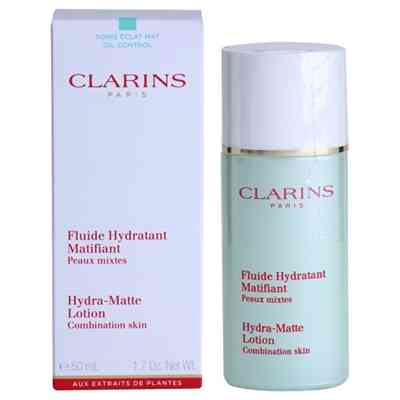 SOINS ÉCLAT MAT
OIL CONTROL
CLARINS
PARIS
Fluide Hydratant
Matifiant
Peaux mixtes
Hydra-Matte
Lotion
Combination skin
e 50 mL 1.7 Oz. Net Wt.
AUX EXTRAITS DE PLANTES
CLARINS
PARIS
Fluide Hydratant
Matifiant
Peaux mixtes
Hydra-Matte
Lotion
Combination skin